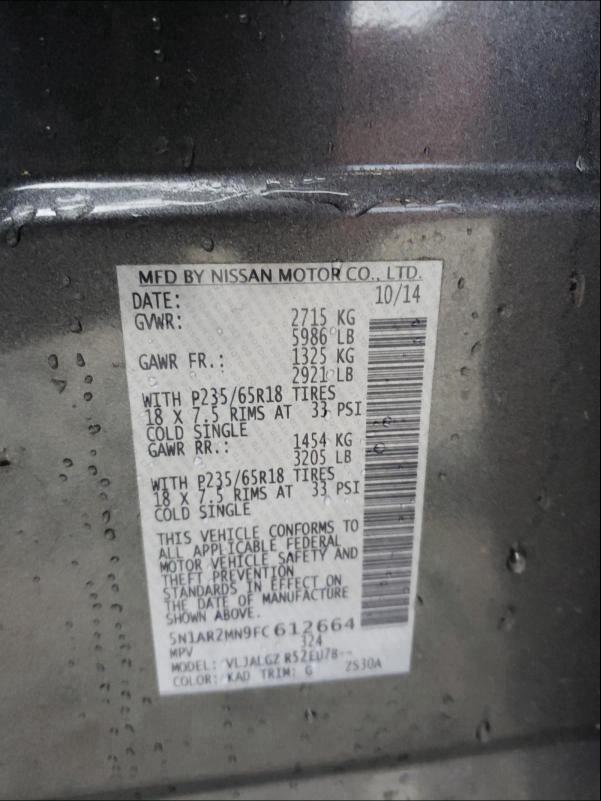 MFD BY NISSAN MOTOR CO., LTD.
DATE: 10/14
GVWR: 2715 KG
5986 LB
GAWR FR.: 1325 KG
2921 LB
WITH P235/65R18 TIRES
18 X 7.5 RIMS AT 33 PSI
COLD SINGLE
GAWR RR.: 1454 KG
3205 LB
WITH P235/65R18 TIRES
18 X 7.5 RIMS AT 33 PSI
COLD SINGLE
THIS VEHICLE CONFORMS TO
ALL APPLICABLE FEDERAL
MOTOR VEHICLE SAFETY AND
THEFT PREVENTION
STANDARDS IN EFFECT ON
THE DATE OF MANUFACTURE
SHOWN ABOVE.
5N1AR2MN9FC612664
MPV 324
MODEL: VLJALGZ R52EU78--
COLOR: KAD TRIM: G ZS30A